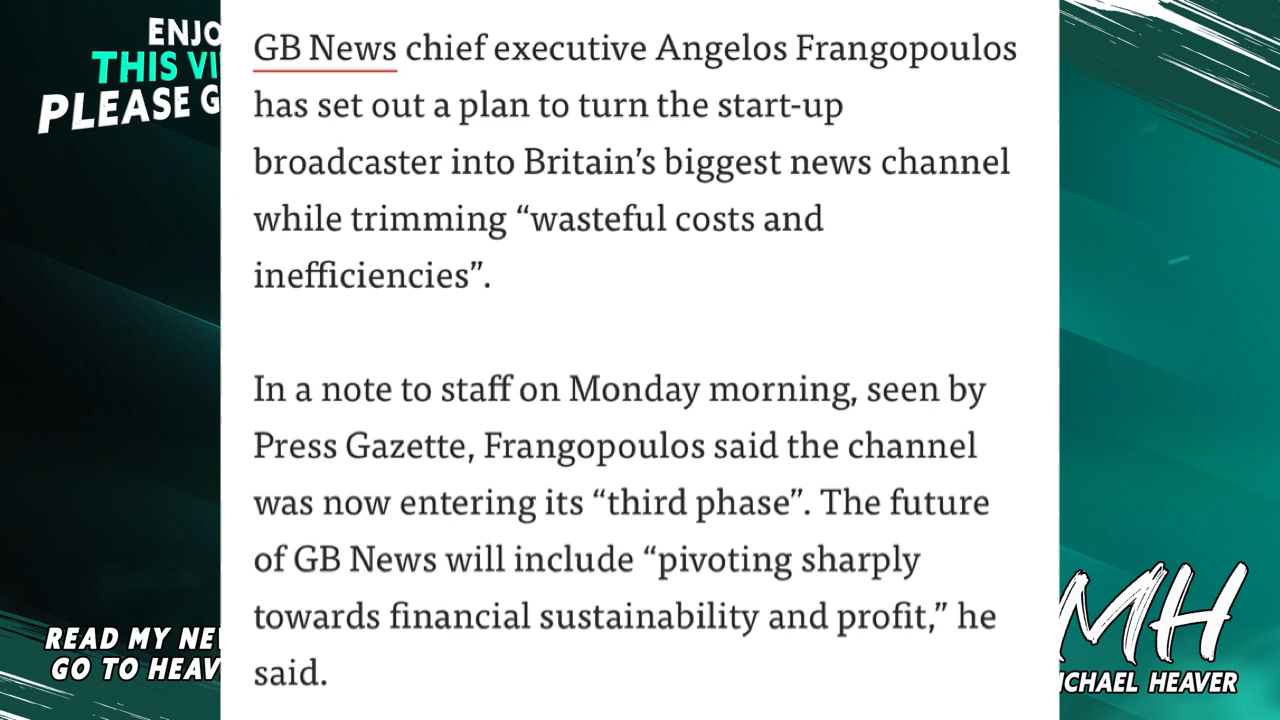 ENJO
THIS VI
PLEASE G
GB News chief executive Angelos Frangopoulos
has set out a plan to turn the start-up
broadcaster into Britain’s biggest news channel
while trimming “wasteful costs and
inefficiencies”.
In a note to staff on Monday morning, seen by
Press Gazette, Frangopoulos said the channel
was now entering its “third phase”. The future
of GB News will include “pivoting sharply
towards financial sustainability and profit,” he
said.
READ MY NEW
GO TO HEAV
MH
ICHAEL HEAVER